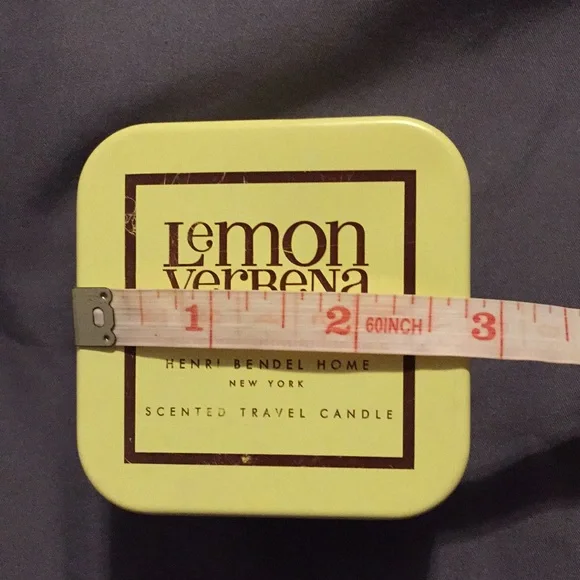 Lemon
Verbena
1 2 60INCH 3
HENRI BENDEL HOME
NEW YORK
SCENTED TRAVEL CANDLE